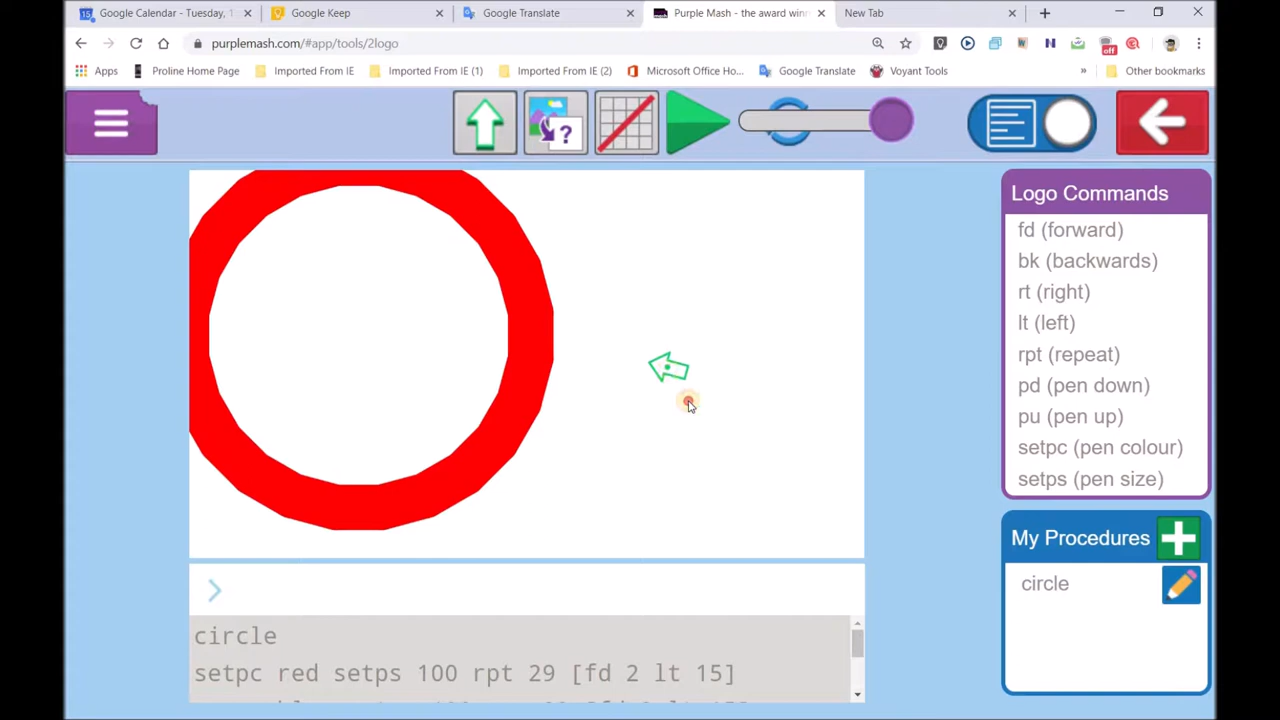 Google Calendar - Tuesday, 1
Google Keep
Google Translate
Purple Mash - the award winn
New Tab
purplemash.com/#app/tools/2logo
off
Apps
Proline Home Page
Imported From IE
Imported From IE (1)
Imported From IE (2)
Microsoft Office Ho...
Google Translate
Voyant Tools
»
Other bookmarks
?
Logo Commands
fd (forward)
bk (backwards)
rt (right)
lt (left)
rpt (repeat)
pd (pen down)
pu (pen up)
setpc (pen colour)
setps (pen size)
My Procedures
circle
circle
setpc red setps 100 rpt 29 [fd 2 lt 15]